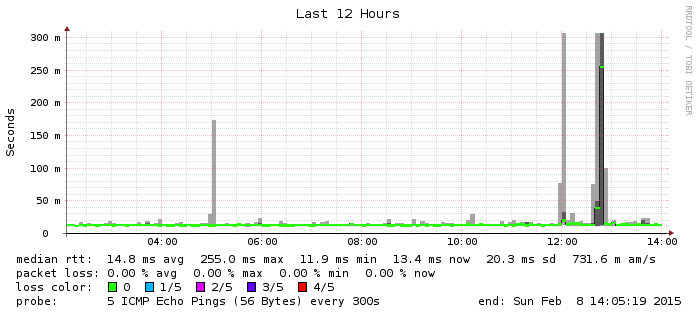 Last 12 Hours
RRDTOOL / TOBI OETIKER
Seconds
300 m
250 m
200 m
150 m
100 m
50 m
0
04:00 06:00 08:00 10:00 12:00 14:00
median rtt: 14.8 ms avg 255.0 ms max 11.9 ms min 13.4 ms now 20.3 ms sd 731.6 m am/s
packet loss: 0.00 % avg 0.00 % max 0.00 % min 0.00 % now
loss color: 0 1/5 2/5 3/5 4/5
probe: 5 ICMP Echo Pings (56 Bytes) every 300s end: Sun Feb 8 14:05:19 2015